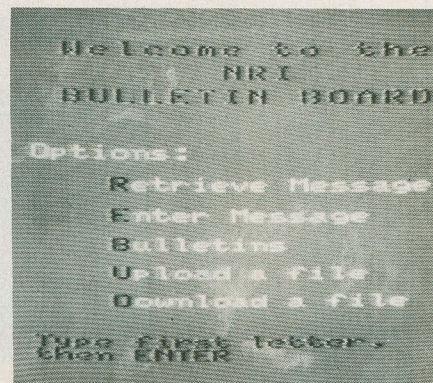 Welcome to the
NRI
BULLETIN BOARD
Options:
Retrieve Message
Enter Message
Bulletins
Upload a file
Download a file
Type first letter,
then ENTER